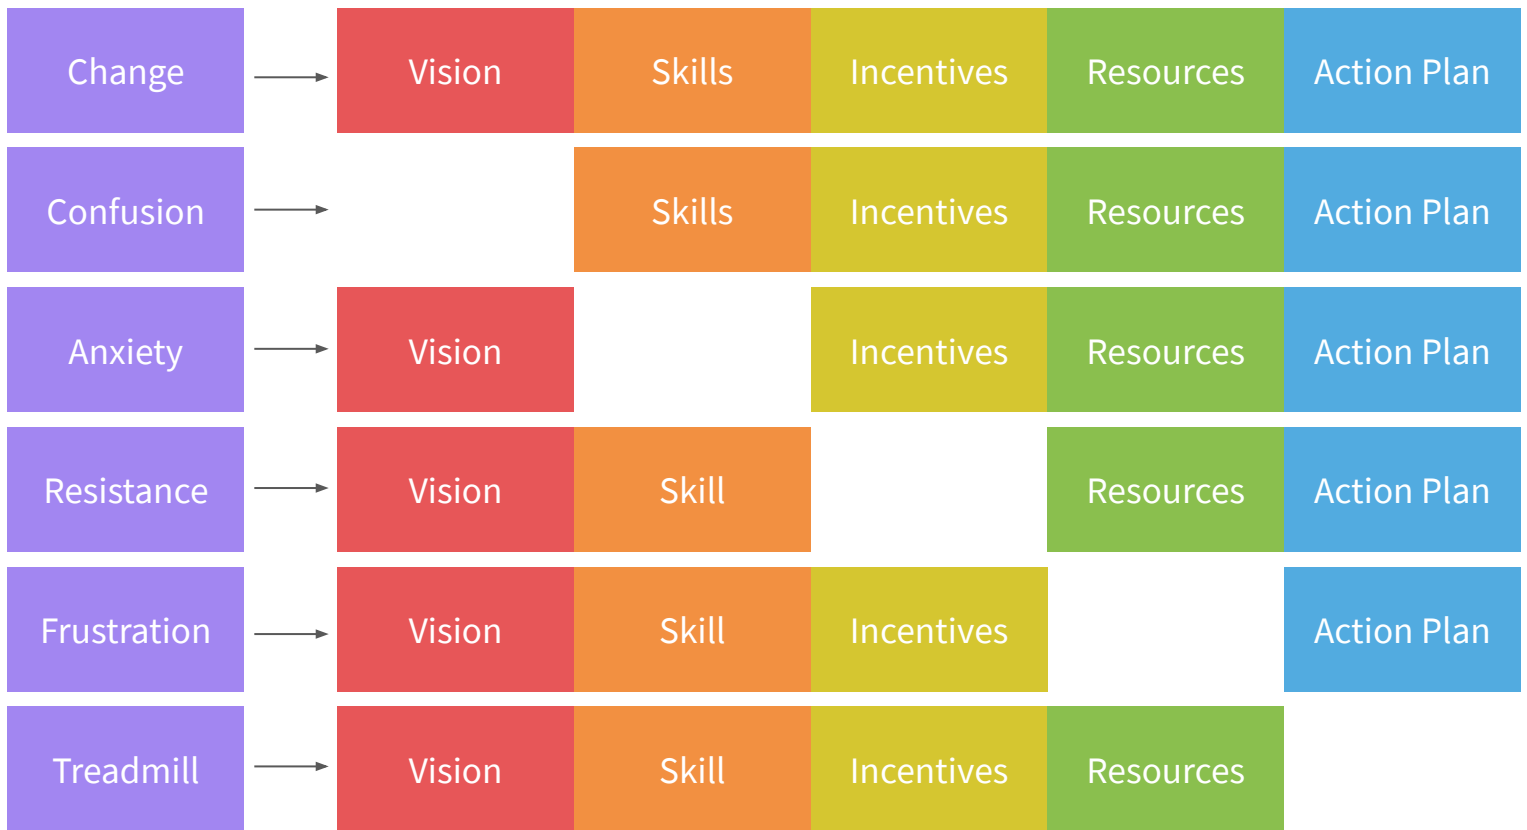 Change Vision Skills Incentives Resources Action Plan
Confusion Skills Incentives Resources Action Plan
Anxiety Vision Incentives Resources Action Plan
Resistance Vision Skill Resources Action Plan
Frustration Vision Skill Incentives Action Plan
Treadmill Vision Skill Incentives Resources